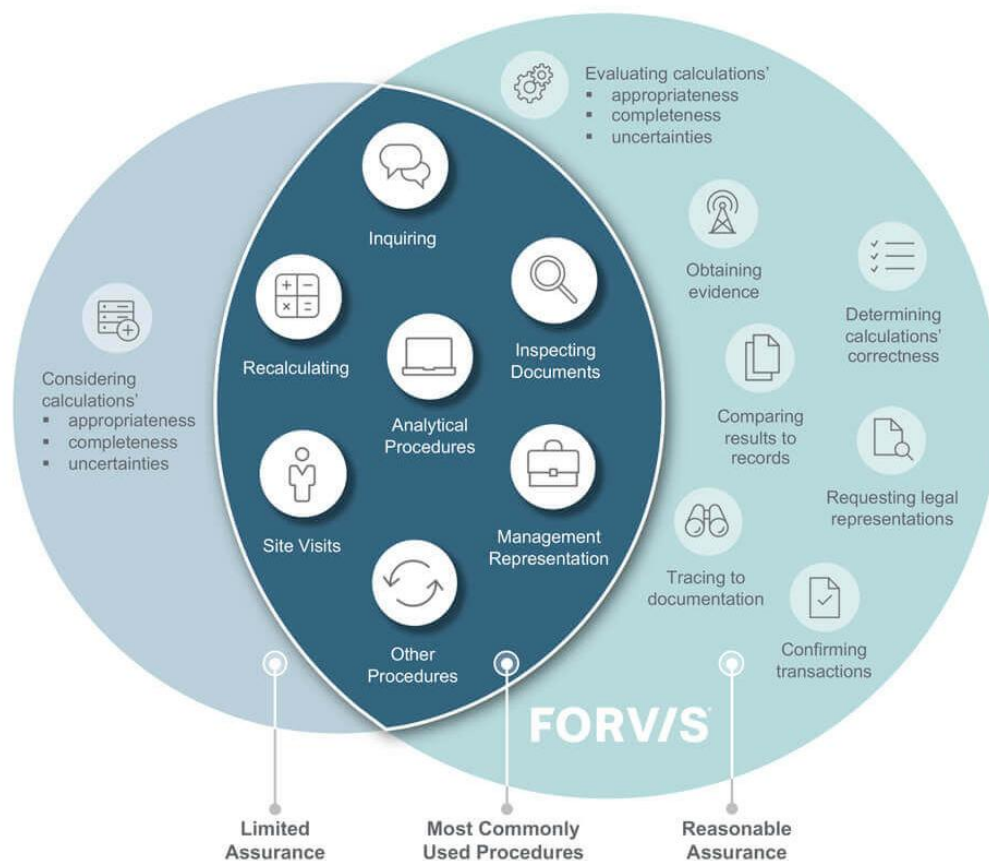 Evaluating calculations'
▪ appropriateness
▪ completeness
▪ uncertainties
Inquiring
Obtaining
evidence
Determining
calculations'
correctness
Recalculating
Inspecting
Documents
Considering
calculations'
▪ appropriateness
▪ completeness
▪ uncertainties
Analytical
Procedures
Comparing
results to
records
Requesting legal
representations
Site Visits
Management
Representation
Tracing to
documentation
Other
Procedures
Confirming
transactions
FORVIS
Limited
Assurance
Most Commonly
Used Procedures
Reasonable
Assurance